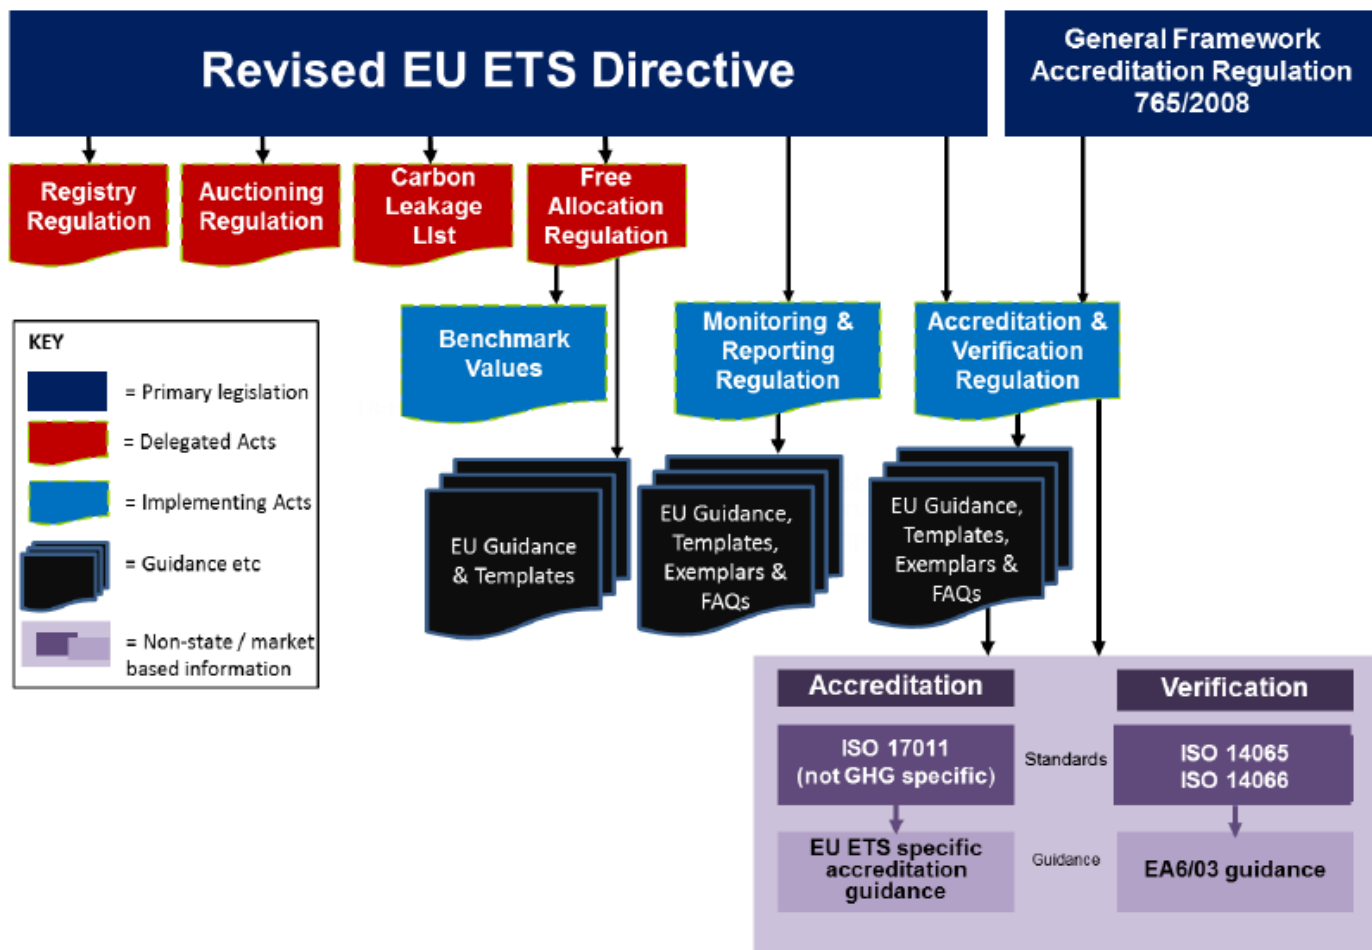 Revised EU ETS Directive
General Framework
Accreditation Regulation
765/2008
Registry
Regulation
Auctioning
Regulation
Carbon
Leakage
LIst
Free
Allocation
Regulation
Benchmark
Values
Monitoring &
Reporting
Regulation
Accreditation &
Verification
Regulation
KEY
= Primary legislation
= Delegated Acts
= Implementing Acts
= Guidance etc
= Non-state / market
based information
EU Guidance
& Templates
EU Guidance,
Templates,
Exemplars &
FAQs
EU Guidance,
Templates,
Exemplars &
FAQs
Accreditation
Verification
ISO 17011
(not GHG specific)
Standards
ISO 14065
ISO 14066
EU ETS specific
accreditation
guidance
Guidance
EA6/03 guidance